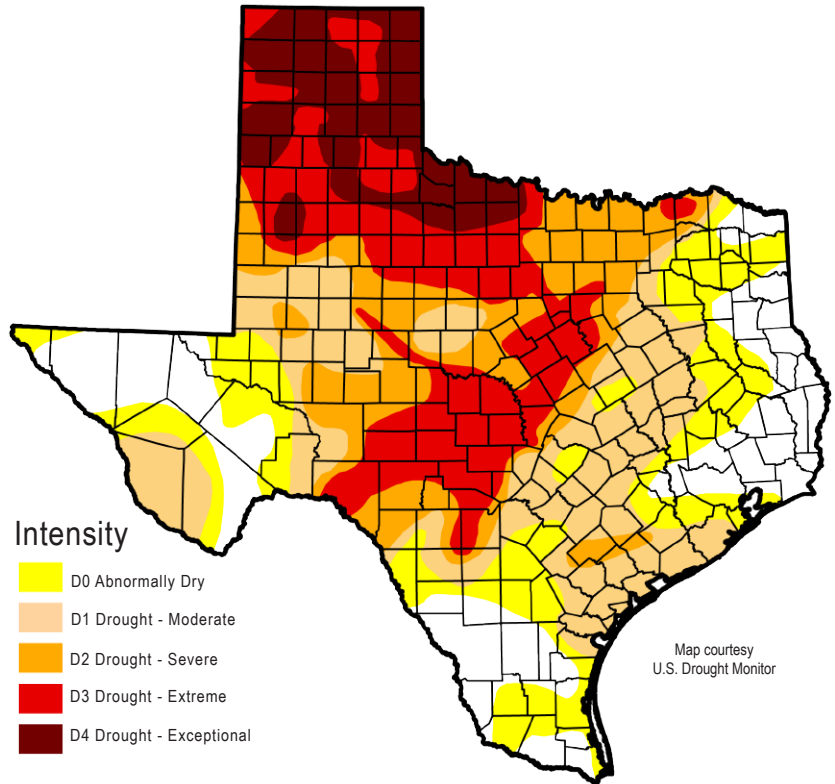 Intensity
D0 Abnormally Dry
D1 Drought - Moderate
D2 Drought - Severe
D3 Drought - Extreme
D4 Drought - Exceptional
Map courtesy
U.S. Drought Monitor